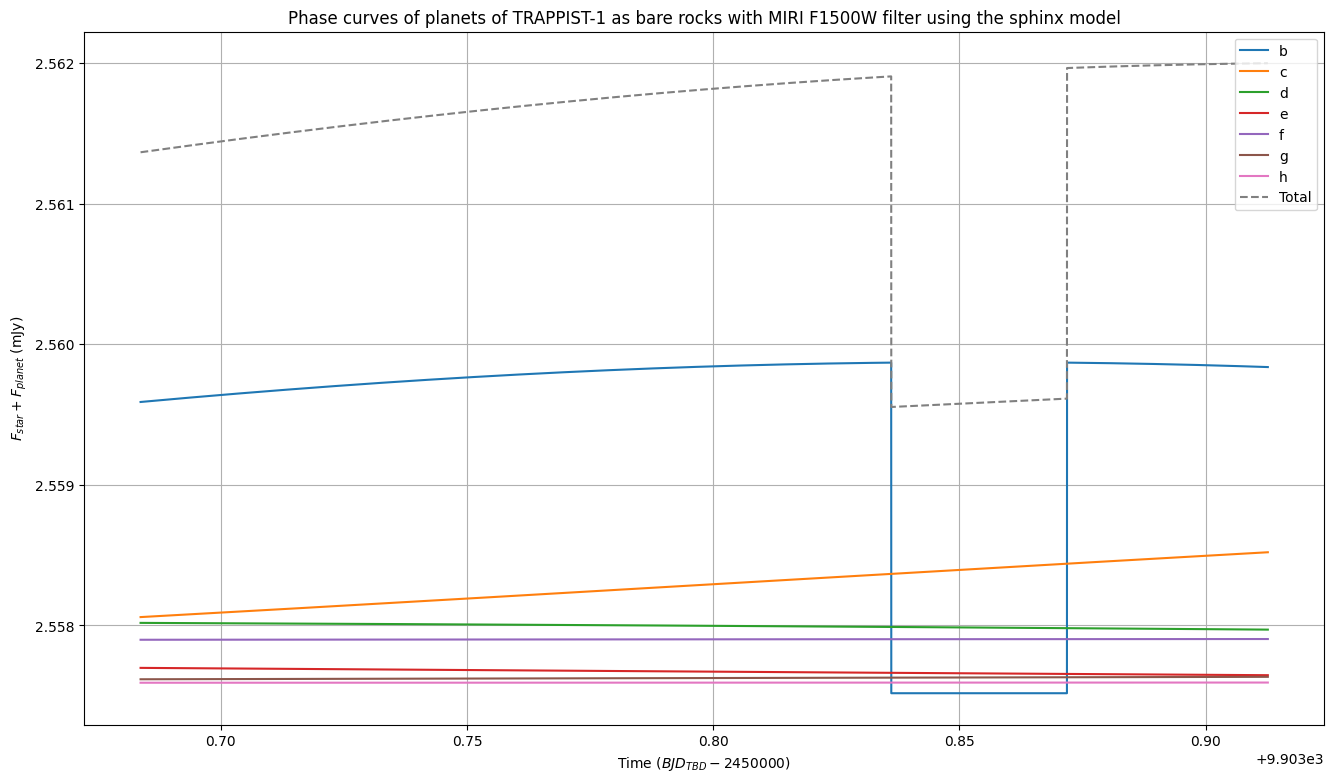 Phase curves of planets of TRAPPIST-1 as bare rocks with MIRI F1500W filter using the sphinx model
b
c
d
e
f
g
h
Total
2.562
2.561
2.560
2.559
2.558
F_{star} + F_{planet} (mJy)
0.70
0.75
0.80
0.85
0.90
+9.903e3
Time (BJD_{TBD} − 2450000)